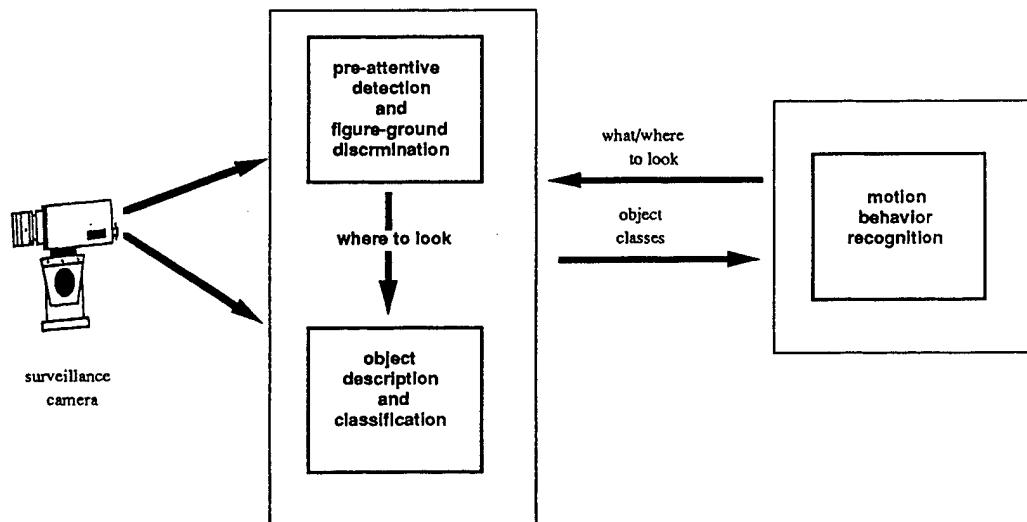 pre-attentive
detection
and
figure-ground
discrmination
where to look
object
description
and
classification
surveillance
camera
what/where
to look
object
classes
motion
behavior
recognition